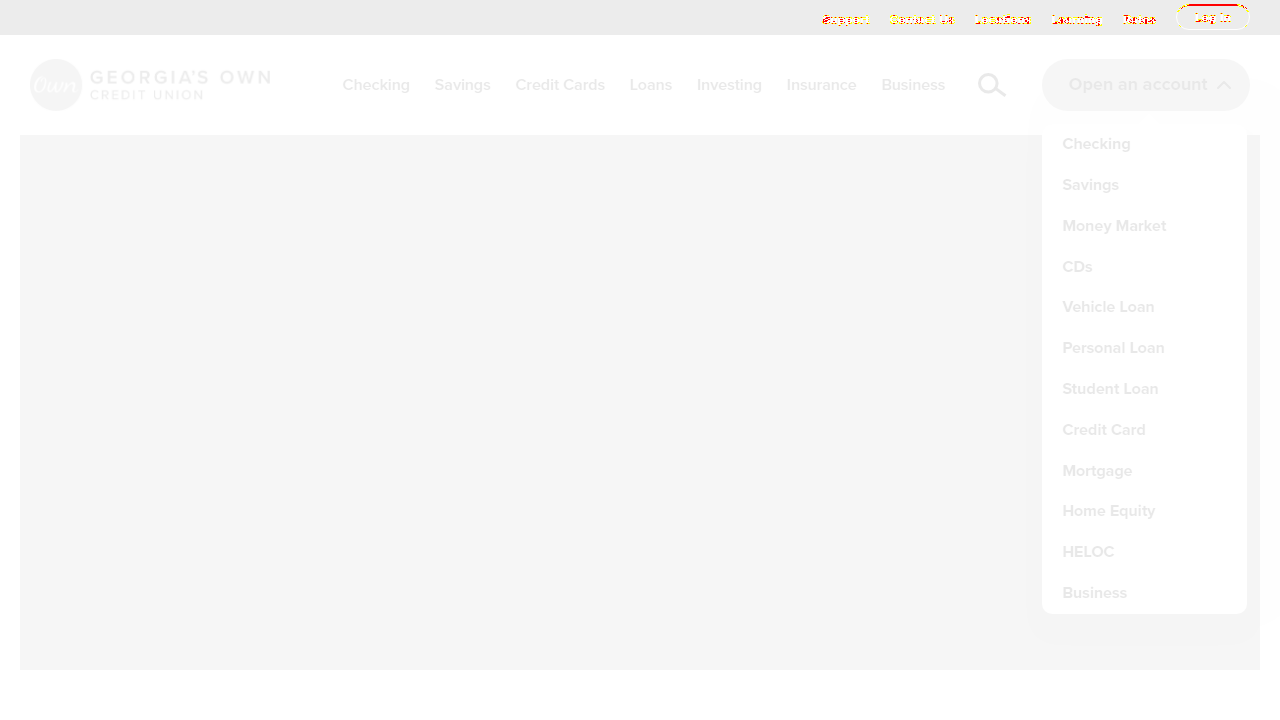 Support Contact Us Locations Learning Log In
Own GEORGIA'S OWN
CREDIT UNION
Checking Savings Credit Cards Loans Investing Insurance Business Open an account
Checking
Savings
Money Market
CDs
Vehicle Loan
Personal Loan
Student Loan
Credit Card
Mortgage
Home Equity
HELOC
Business